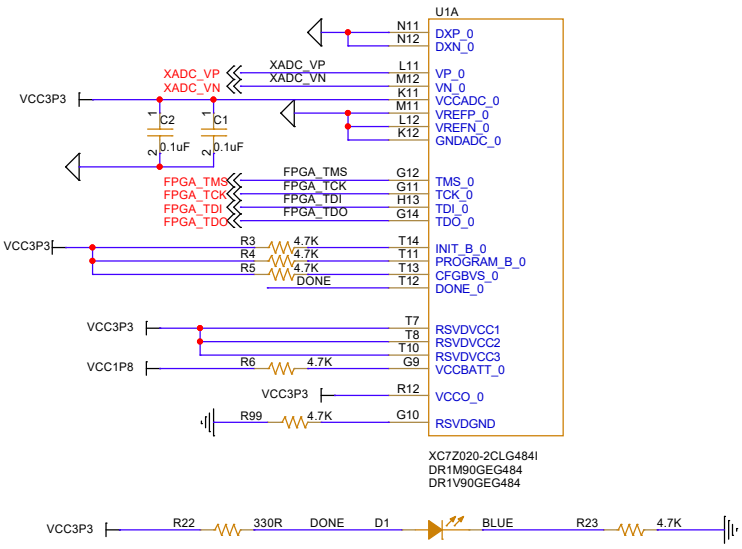 U1A
N11 DXP_0
N12 DXN_0
XADC_VP XADC_VP L11 VP_0
XADC_VN XADC_VN M12 VN_0
VCC3P3 K11 VCCADC_0
M11 VREFP_0
L12 VREFN_0
K12 GNDADC_0
1 1
C2 C1
0.1uF 0.1uF
2 2
FPGA_TMS FPGA_TMS G12 TMS_0
FPGA_TCK FPGA_TCK G11 TCK_0
FPGA_TDI FPGA_TDI H13 TDI_0
FPGA_TDO FPGA_TDO G14 TDO_0
VCC3P3 R3 4.7K T14 INIT_B_0
R4 4.7K T11 PROGRAM_B_0
R5 4.7K T13 CFGBVS_0
DONE T12 DONE_0
VCC3P3 T7 RSVDVCC1
T8 RSVDVCC2
T10 RSVDVCC3
VCC1P8 R6 4.7K G9 VCCBATT_0
VCC3P3 R12 VCCO_0
R99 4.7K G10 RSVDGND
XC7Z020-2CLG484I
DR1M90GEG484
DR1V90GEG484
VCC3P3 R22 330R DONE D1 BLUE R23 4.7K